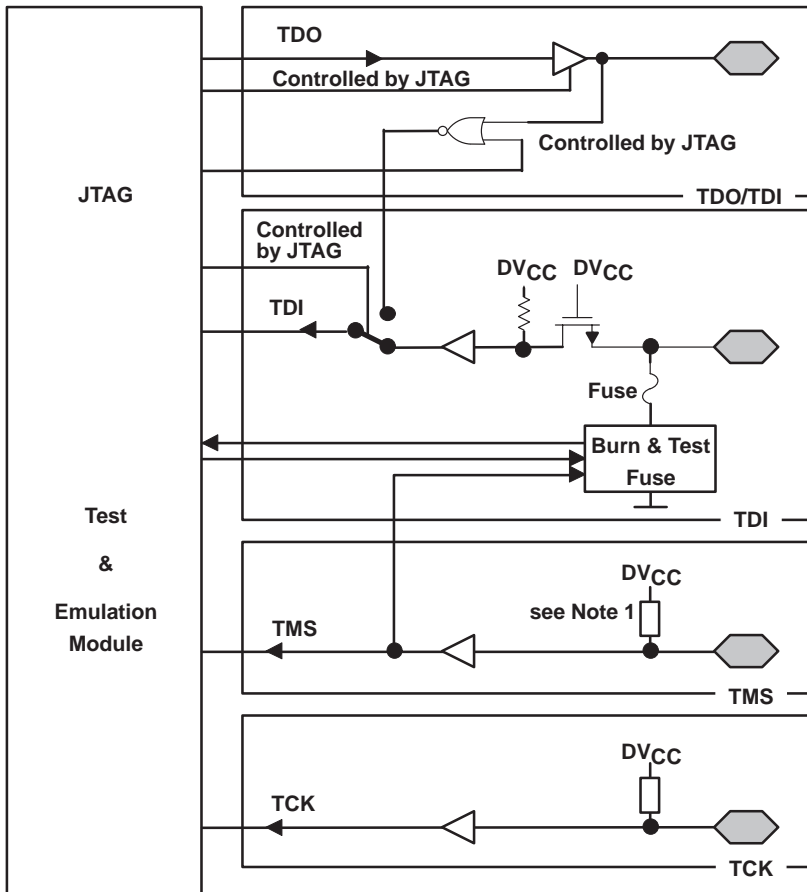 TDO
Controlled by JTAG
Controlled by JTAG
JTAG
TDO/TDI
Controlled
by JTAG
DVCC
DVCC
TDI
Fuse
Burn & Test
Fuse
TDI
Test
&
Emulation
Module
DVCC
see Note 1
TMS
TMS
DVCC
TCK
TCK